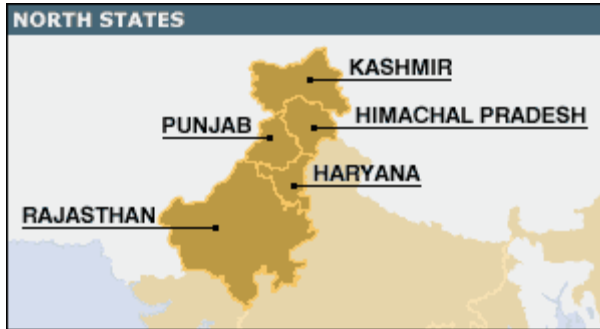 NORTH STATES
KASHMIR
HIMACHAL PRADESH
PUNJAB
HARYANA
RAJASTHAN